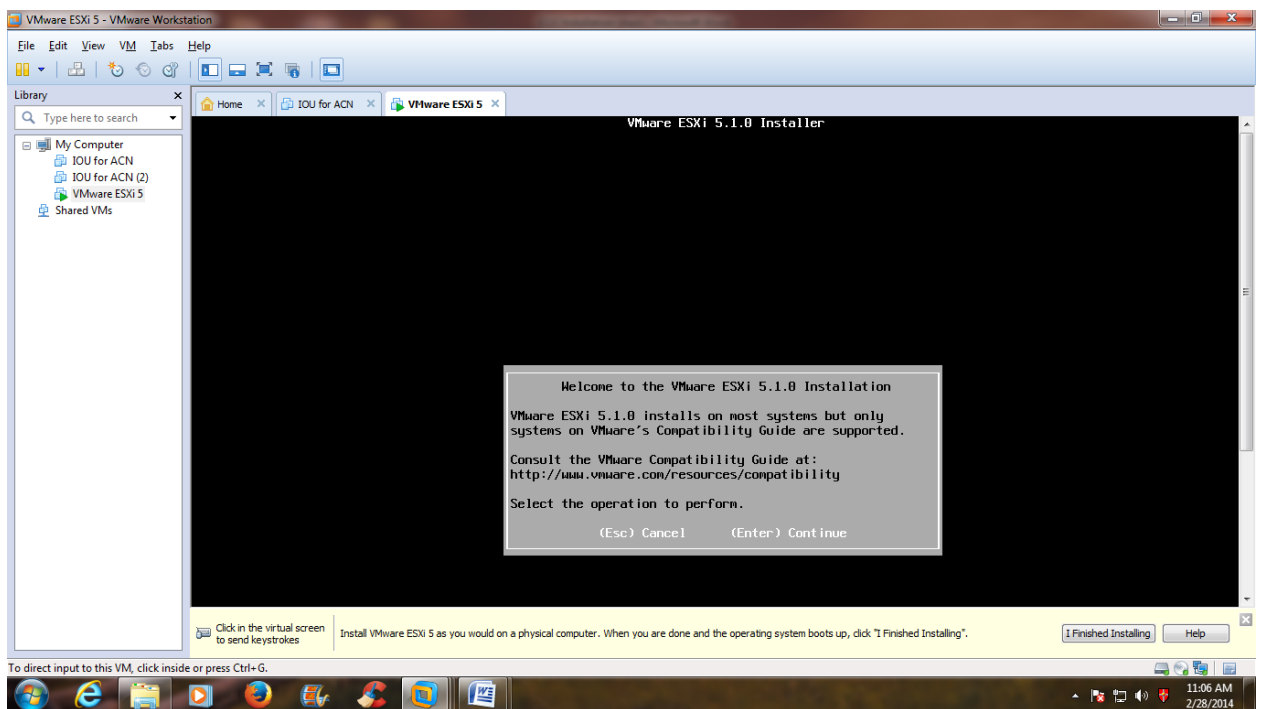 VMware ESXi 5 - VMware Workstation
File Edit View VM Tabs Help
Library x
Type here to search
My Computer
IOU for ACN
IOU for ACN (2)
VMware ESXi 5
Shared VMs
Home
IOU for ACN
VMware ESXi 5
VMware ESXi 5.1.0 Installer
Welcome to the VMware ESXi 5.1.0 Installation
VMware ESXi 5.1.0 installs on most systems but only
systems on VMware's Compatibility Guide are supported.
Consult the VMware Compatibility Guide at:
http://www.vmware.com/resources/compatibility
Select the operation to perform.
(Esc) Cancel (Enter) Continue
Click in the virtual screen
to send keystrokes
Install VMware ESXi 5 as you would on a physical computer. When you are done and the operating system boots up, click "I Finished Installing".
I Finished Installing
Help
To direct input to this VM, click inside or press Ctrl+G.
11:06 AM
2/28/2014